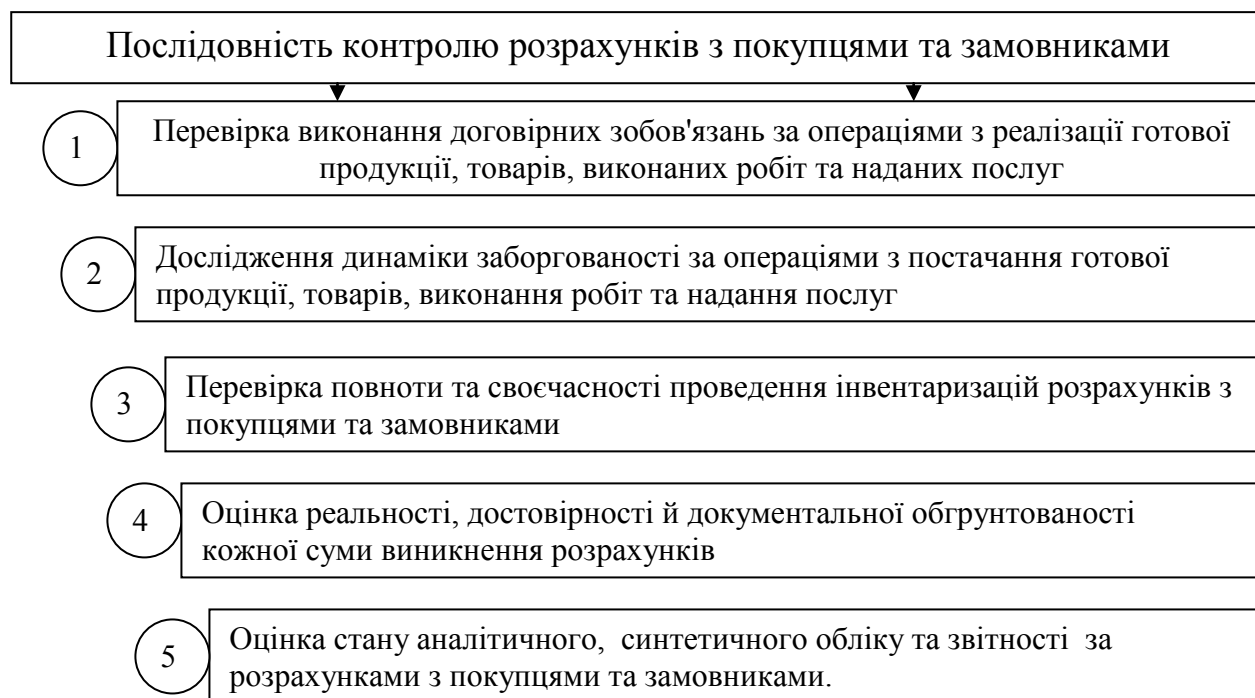 Послідовність контролю розрахунків з покупцями та замовниками
1
Перевірка виконання договірних зобов'язань за операціями з реалізації готової
продукції, товарів, виконаних робіт та наданих послуг
2
Дослідження динаміки заборгованості за операціями з постачання готової
продукції, товарів, виконання робіт та надання послуг
3
Перевірка повноти та своєчасності проведення інвентаризацій розрахунків з
покупцями та замовниками
4
Оцінка реальності, достовірності й документальної обгрунтованості
кожної суми виникнення розрахунків
5
Оцінка стану аналітичного, синтетичного обліку та звітності за
розрахунками з покупцями та замовниками.